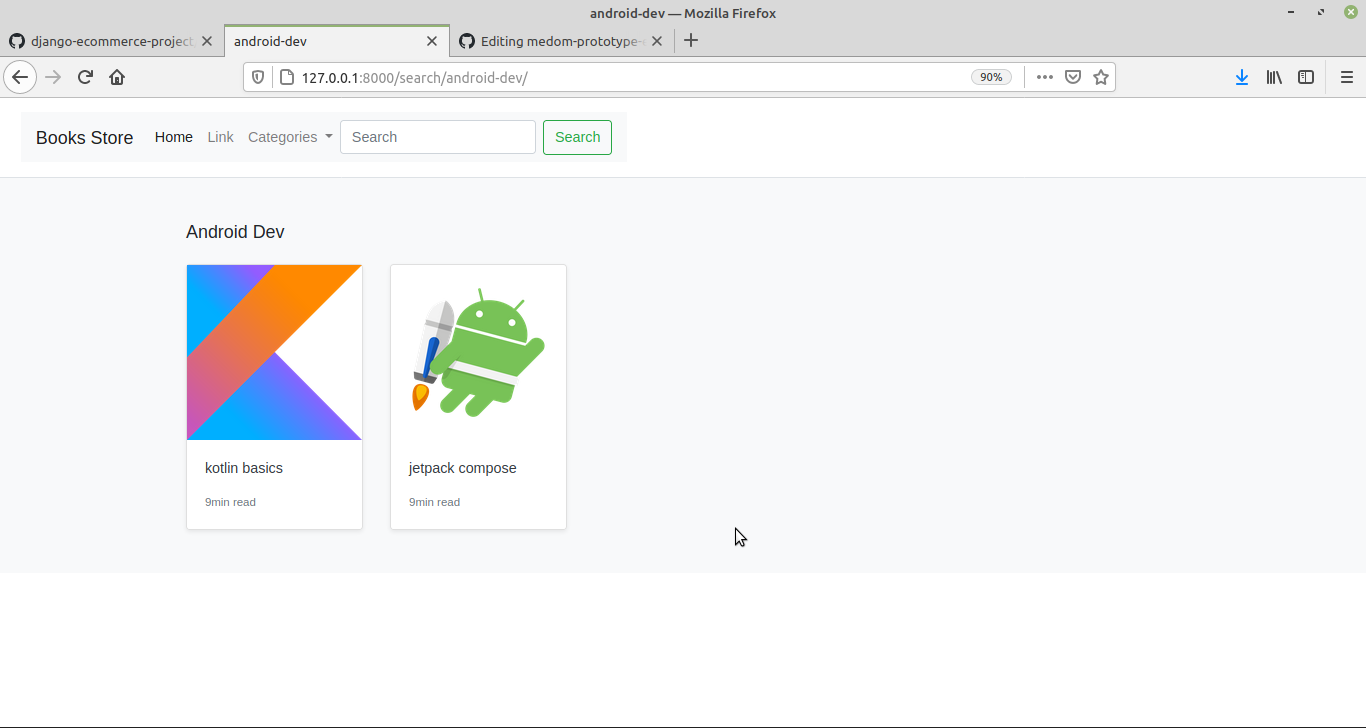 android-dev — Mozilla Firefox
django-ecommerce-project
android-dev
Editing medom-prototype-
127.0.0.1:8000/search/android-dev/
90%
Books Store Home Link Categories Search Search
Android Dev
kotlin basics
9min read
jetpack compose
9min read